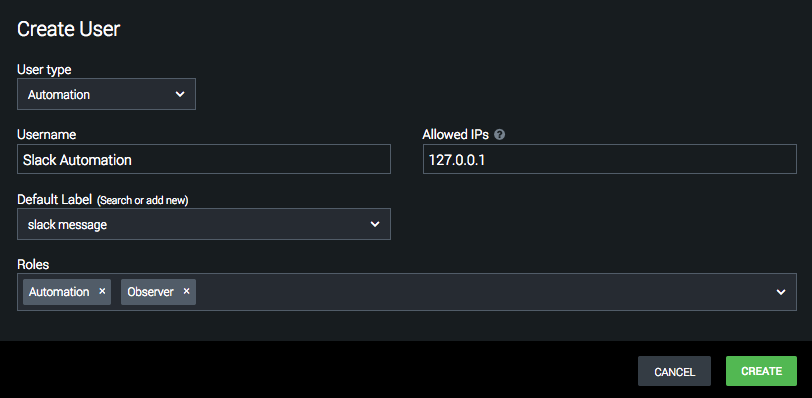 Create User
User type
Automation
Username
Allowed IPs ?
Slack Automation
127.0.0.1
Default Label (Search or add new)
slack message
Roles
Automation × Observer ×
CANCEL
CREATE